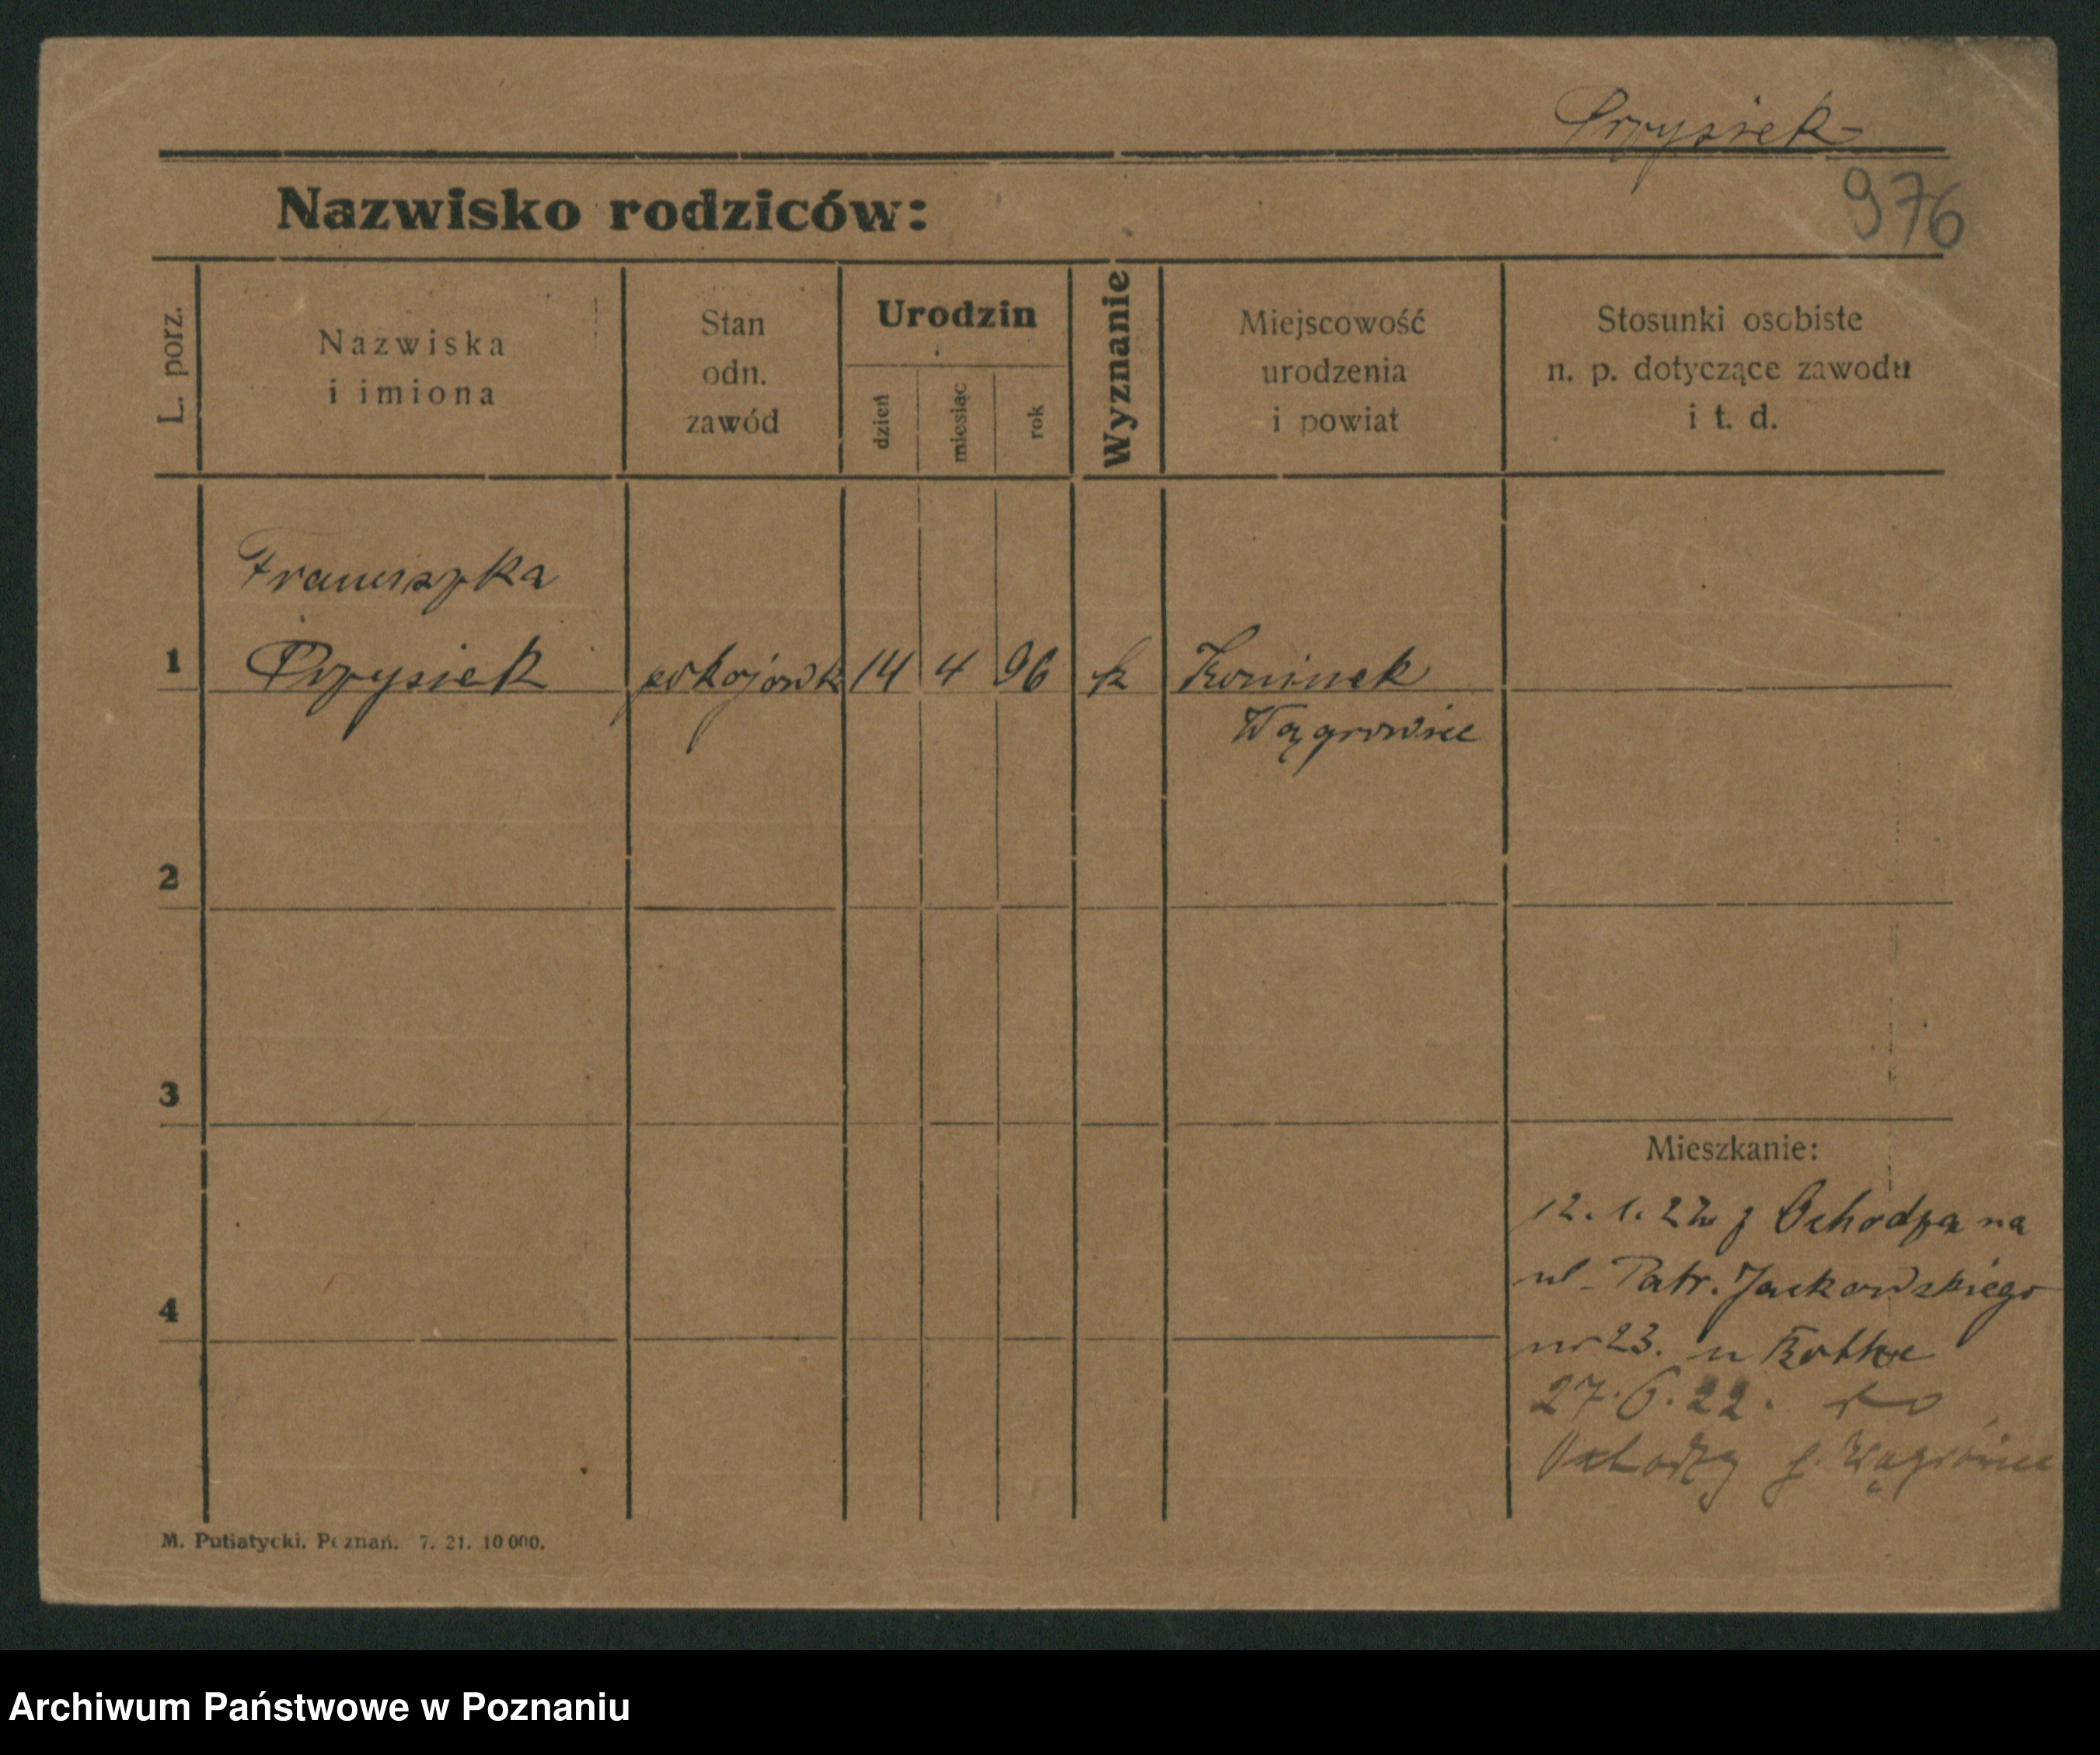 Przysiek
976
Nazwisko rodziców:
L. porz.
Nazwiska
i imiona
Stan
odn.
zawód
Urodzin
dzień
miesiąc
rok
Wyznanie
Miejscowość
urodzenia
i powiat
Stosunki osobiste
n. p. dotyczące zawodu
i t. d.
1
Franciszka
Przysiek
pokojówk
14
4
96
k
Koninek
Wągrowiec
2
3
4
Mieszkanie:
12. 1. 22 z Ochodza na
ul. Patr. Jackowskiego
nr 23. u
27. 6. 22. do
Ochodzy p. Wągrowiec
M. Putiatycki. Poznań. 7. 21. 10 000.
Archiwum Państwowe w Poznaniu